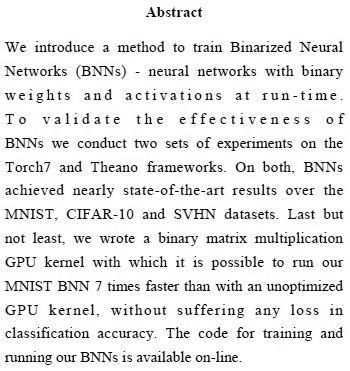 Abstract
We introduce a method to train Binarized Neural
Networks (BNNs) - neural networks with binary
weights and activations at run-time.
To validate the effectiveness of
BNNs we conduct two sets of experiments on the
Torch7 and Theano frameworks. On both, BNNs
achieved nearly state-of-the-art results over the
MNIST, CIFAR-10 and SVHN datasets. Last but
not least, we wrote a binary matrix multiplication
GPU kernel with which it is possible to run our
MNIST BNN 7 times faster than with an unoptimized
GPU kernel, without suffering any loss in
classification accuracy. The code for training and
running our BNNs is available on-line.